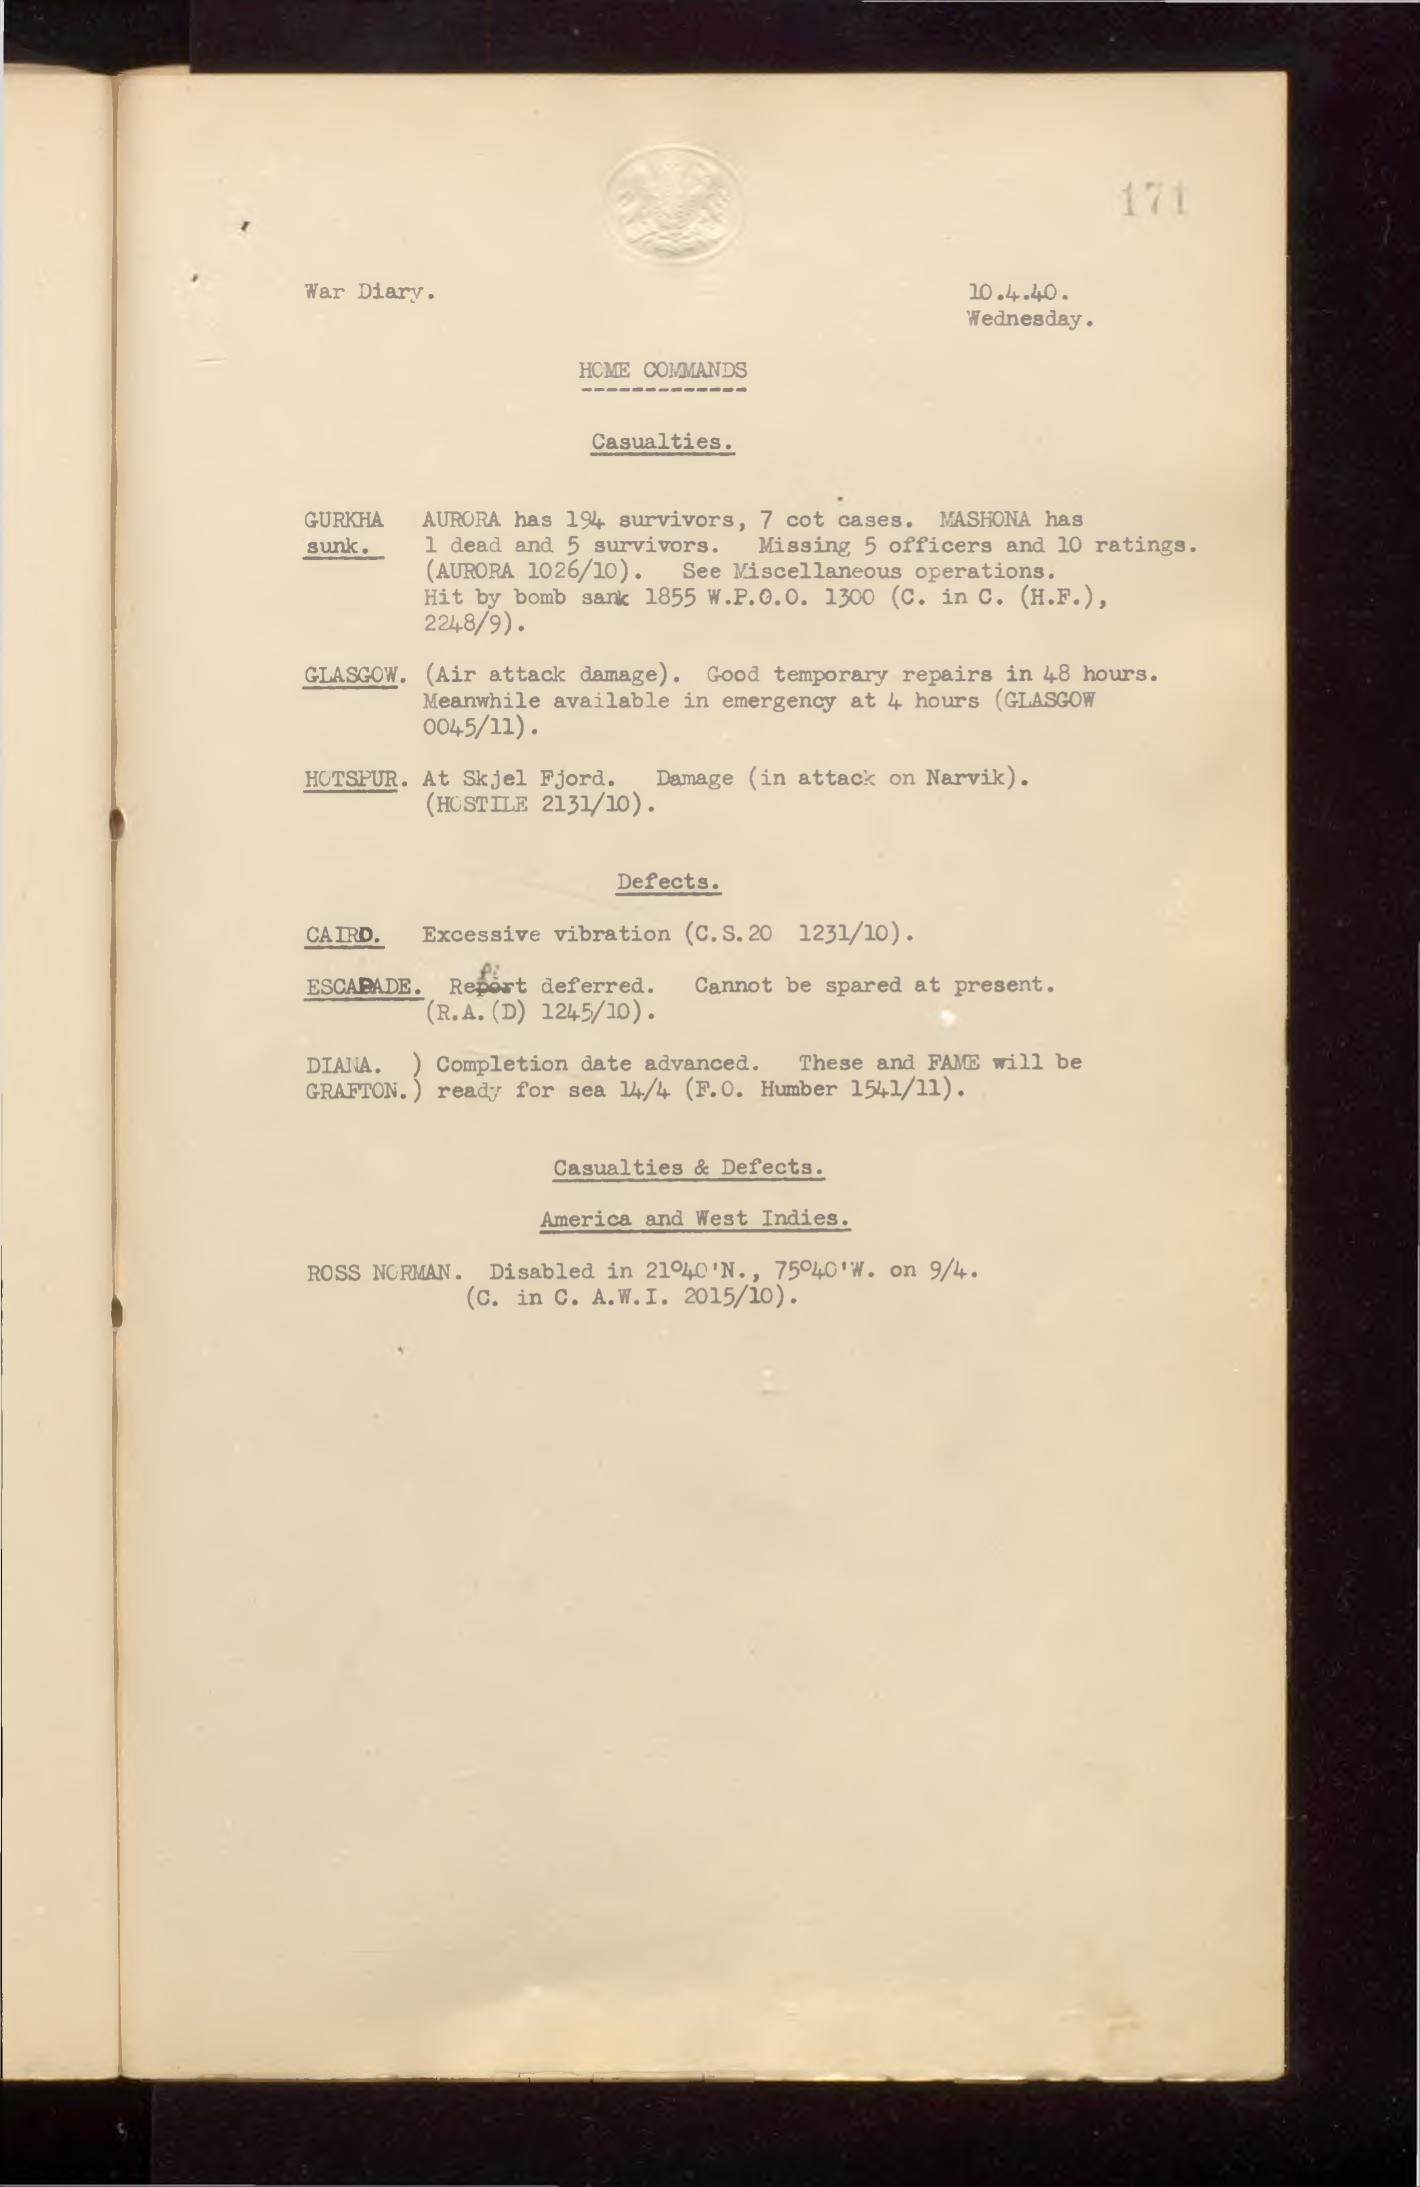 171
War Diary.
10.4.40.
Wednesday.
HOME COMMANDS
Casualties.
GURKHA AURORA has 194 survivors, 7 cot cases. MASHONA has
sunk. 1 dead and 5 survivors. Missing 5 officers and 10 ratings.
(AURORA 1026/10). See Miscellaneous operations.
Hit by bomb sank 1855 W.P.O.O. 1300 (C. in C. (H.F.),
2248/9).
GLASGOW. (Air attack damage). Good temporary repairs in 48 hours.
Meanwhile available in emergency at 4 hours (GLASGOW
0045/11).
HOTSPUR. At Skjel Fjord. Damage (in attack on Narvik).
(HOSTILE 2131/10).
Defects.
CAIRO. Excessive vibration (C.S.20 1231/10).
ESCAPADE. Report deferred. Cannot be spared at present.
(R.A.(D) 1245/10).
DIANA. ) Completion date advanced. These and FAME will be
GRAFTON.) ready for sea 14/4 (F.O. Humber 1541/11).
Casualties & Defects.
America and West Indies.
ROSS NORMAN. Disabled in 21°40'N., 75°40'W. on 9/4.
(C. in C. A.W.I. 2015/10).